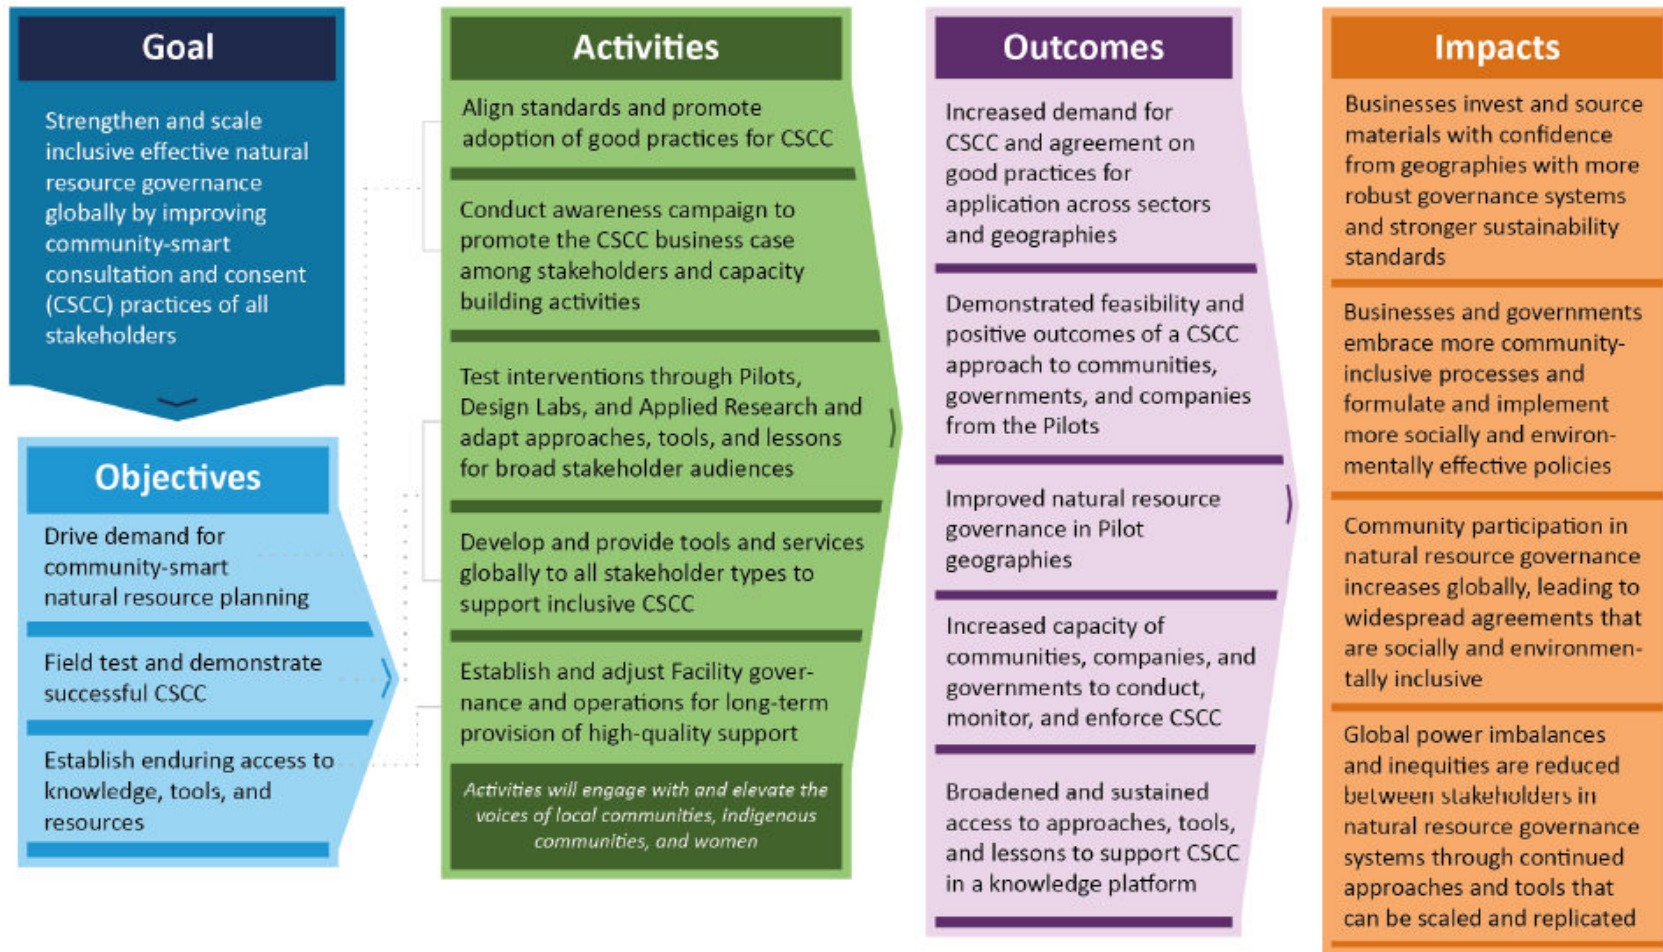 Goal
Strengthen and scale
inclusive effective natural
resource governance
globally by improving
community-smart
consultation and consent
(CSCC) practices of all
stakeholders
Objectives
Drive demand for
community-smart
natural resource planning
Field test and demonstrate
successful CSCC
Establish enduring access to
knowledge, tools, and
resources
Activities
Align standards and promote
adoption of good practices for CSCC
Conduct awareness campaign to
promote the CSCC business case
among stakeholders and capacity
building activities
Test interventions through Pilots,
Design Labs, and Applied Research and
adapt approaches, tools, and lessons
for broad stakeholder audiences
Develop and provide tools and services
globally to all stakeholder types to
support inclusive CSCC
Establish and adjust Facility gover-
nance and operations for long-term
provision of high-quality support
Activities will engage with and elevate the
voices of local communities, indigenous
communities, and women
Outcomes
Increased demand for
CSCC and agreement on
good practices for
application across sectors
and geographies
Demonstrated feasibility and
positive outcomes of a CSCC
approach to communities,
governments, and companies
from the Pilots
Improved natural resource
governance in Pilot
geographies
Increased capacity of
communities, companies, and
governments to conduct,
monitor, and enforce CSCC
Broadened and sustained
access to approaches, tools,
and lessons to support CSCC
in a knowledge platform
Impacts
Businesses invest and source
materials with confidence
from geographies with more
robust governance systems
and stronger sustainability
standards
Businesses and governments
embrace more community-
inclusive processes and
formulate and implement
more socially and environ-
mentally effective policies
Community participation in
natural resource governance
increases globally, leading to
widespread agreements that
are socially and environmen-
tally inclusive
Global power imbalances
and inequities are reduced
between stakeholders in
natural resource governance
systems through continued
approaches and tools that
can be scaled and replicated